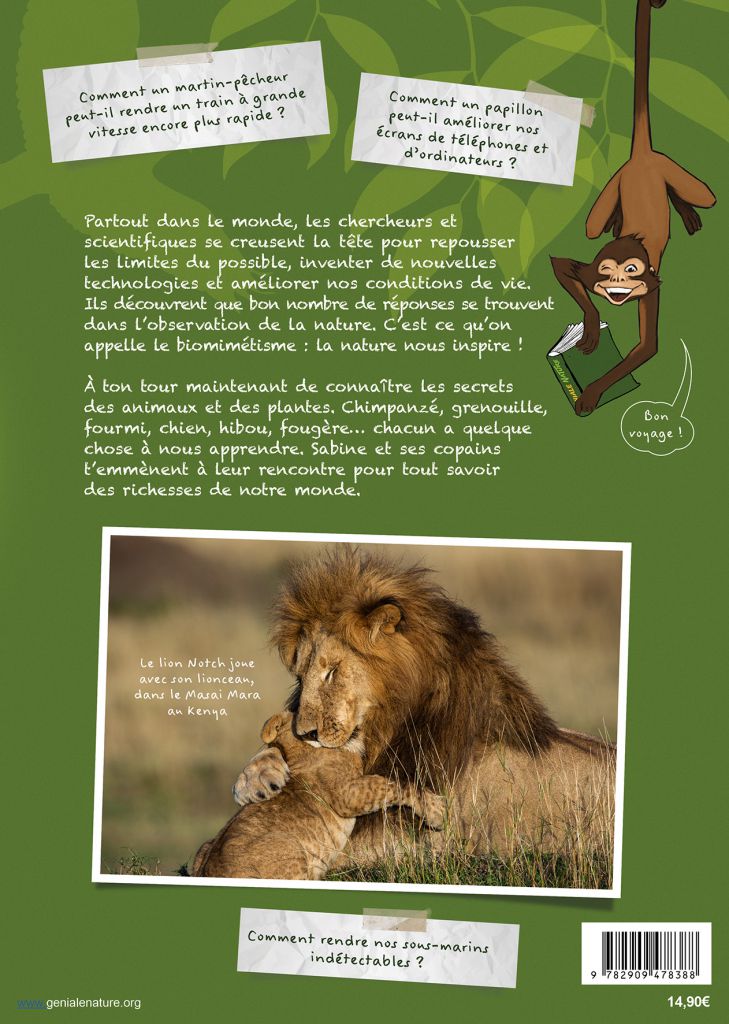 Comment un martin-pêcheur
peut-il rendre un train à grande
vitesse encore plus rapide ?
Comment un papillon
peut-il améliorer nos
écrans de téléphones et
d'ordinateurs ?
Partout dans le monde, les chercheurs et
scientifiques se creusent la tête pour repousser
les limites du possible, inventer de nouvelles
technologies et améliorer nos conditions de vie.
Ils découvrent que bon nombre de réponses se trouvent
dans l'observation de la nature. C'est ce qu'on
appelle le biomimétisme : la nature nous inspire !
À ton tour maintenant de connaître les secrets
des animaux et des plantes. Chimpanzé, grenouille,
fourmi, chien, hibou, fougère... chacun a quelque
chose à nous apprendre. Sabine et ses copains
t'emmènent à leur rencontre pour tout savoir
des richesses de notre monde.
Bon
voyage !
Le lion Notch joue
avec son lionceau,
dans le Masai Mara
au Kenya
Comment rendre nos sous-marins
indétectables ?
9 782909 478388
www.genialenature.org
14,90€